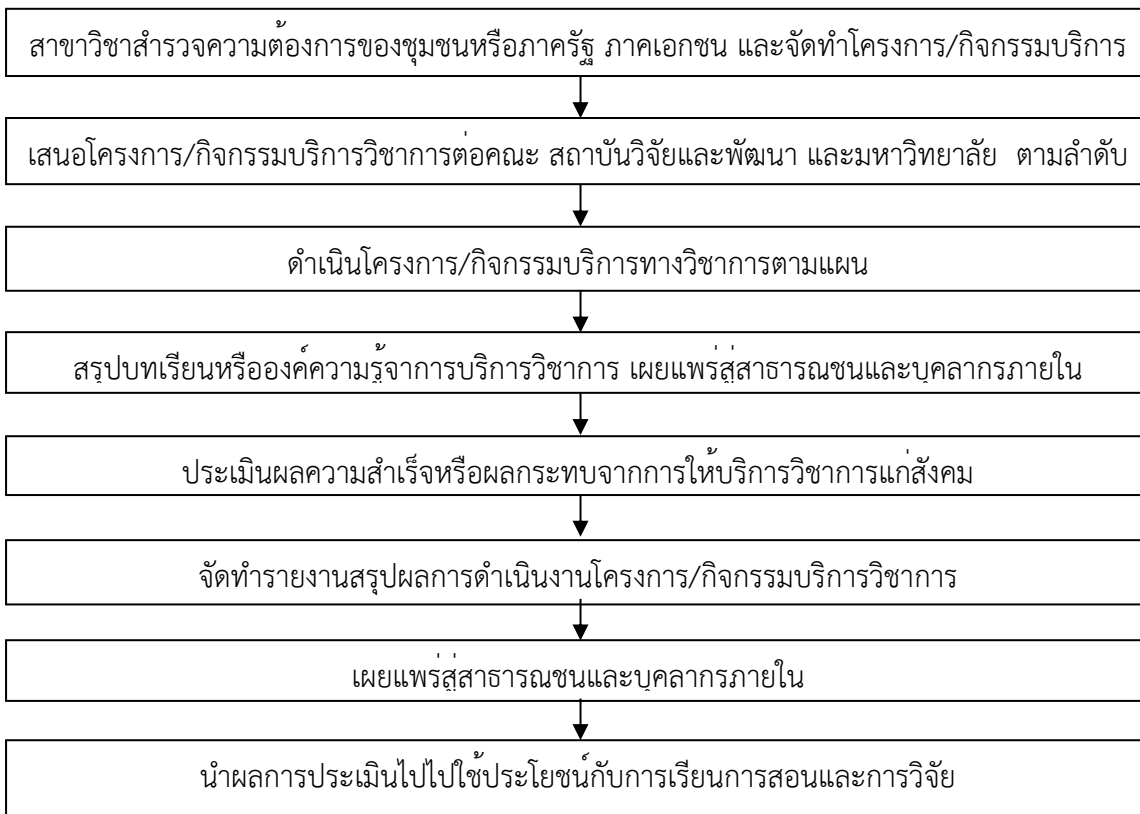 สาขาวิชาสำรวจความต้องการของชุมชนหรือภาครัฐ ภาคเอกชน และจัดทำโครงการ/กิจกรรมบริการ
เสนอโครงการ/กิจกรรมบริการวิชาการต่อคณะ สถาบันวิจัยและพัฒนา และมหาวิทยาลัย ตามลำดับ
ดำเนินโครงการ/กิจกรรมบริการทางวิชาการตามแผน
สรุปบทเรียนหรือองค์ความรู้จาการบริการวิชาการ เผยแพร่สู่สาธารณชนและบุคลากรภายใน
ประเมินผลความสำเร็จหรือผลกระทบจากการให้บริการวิชาการแก่สังคม
จัดทำรายงานสรุปผลการดำเนินงานโครงการ/กิจกรรมบริการวิชาการ
เผยแพร่สู่สาธารณชนและบุคลากรภายใน
นำผลการประเมินไปไปใช้ประโยชน์กับการเรียนการสอนและการวิจัย